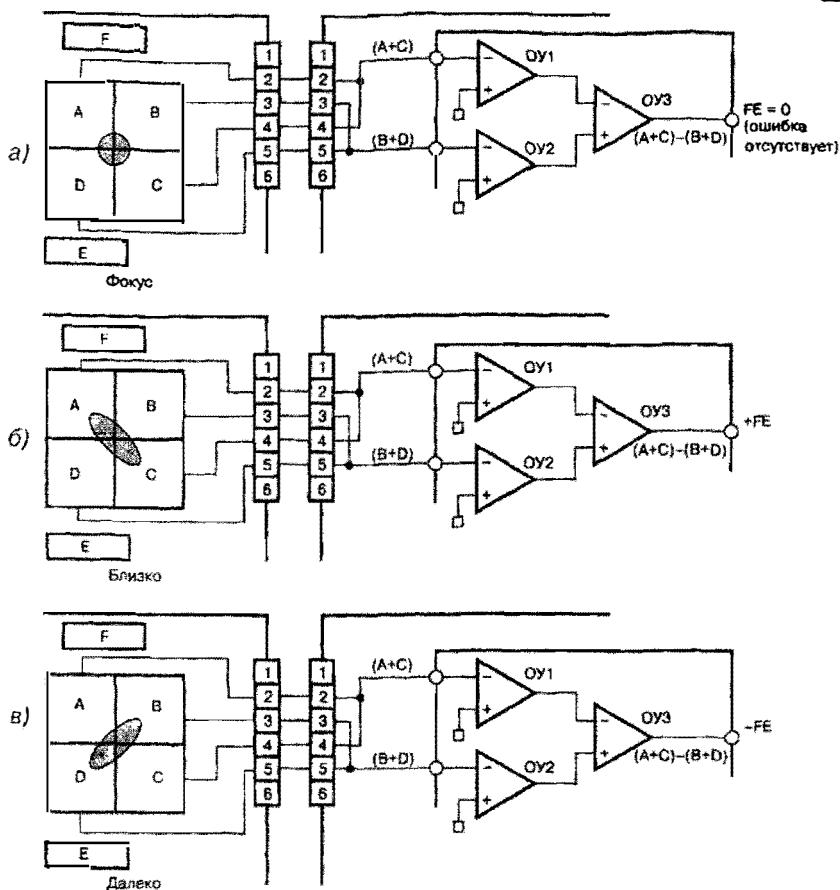 F
1
1
(A+C)
ОУ1
2
2
A
B
3
3
ОУ3
FE = 0
(ошибка
отсутствует)
а)
4
4
(A+C)–(B+D)
5
5
(B+D)
ОУ2
D
C
6
6
E
Фокус
F
1
1
(A+C)
ОУ1
2
2
A
B
3
3
ОУ3
+FE
б)
4
4
(A+C)–(B+D)
5
5
(B+D)
ОУ2
D
C
6
6
E
Близко
F
1
1
(A+C)
ОУ1
2
2
A
B
3
3
ОУ3
–FE
в)
4
4
(A+C)–(B+D)
5
5
(B+D)
ОУ2
D
C
6
6
E
Далеко